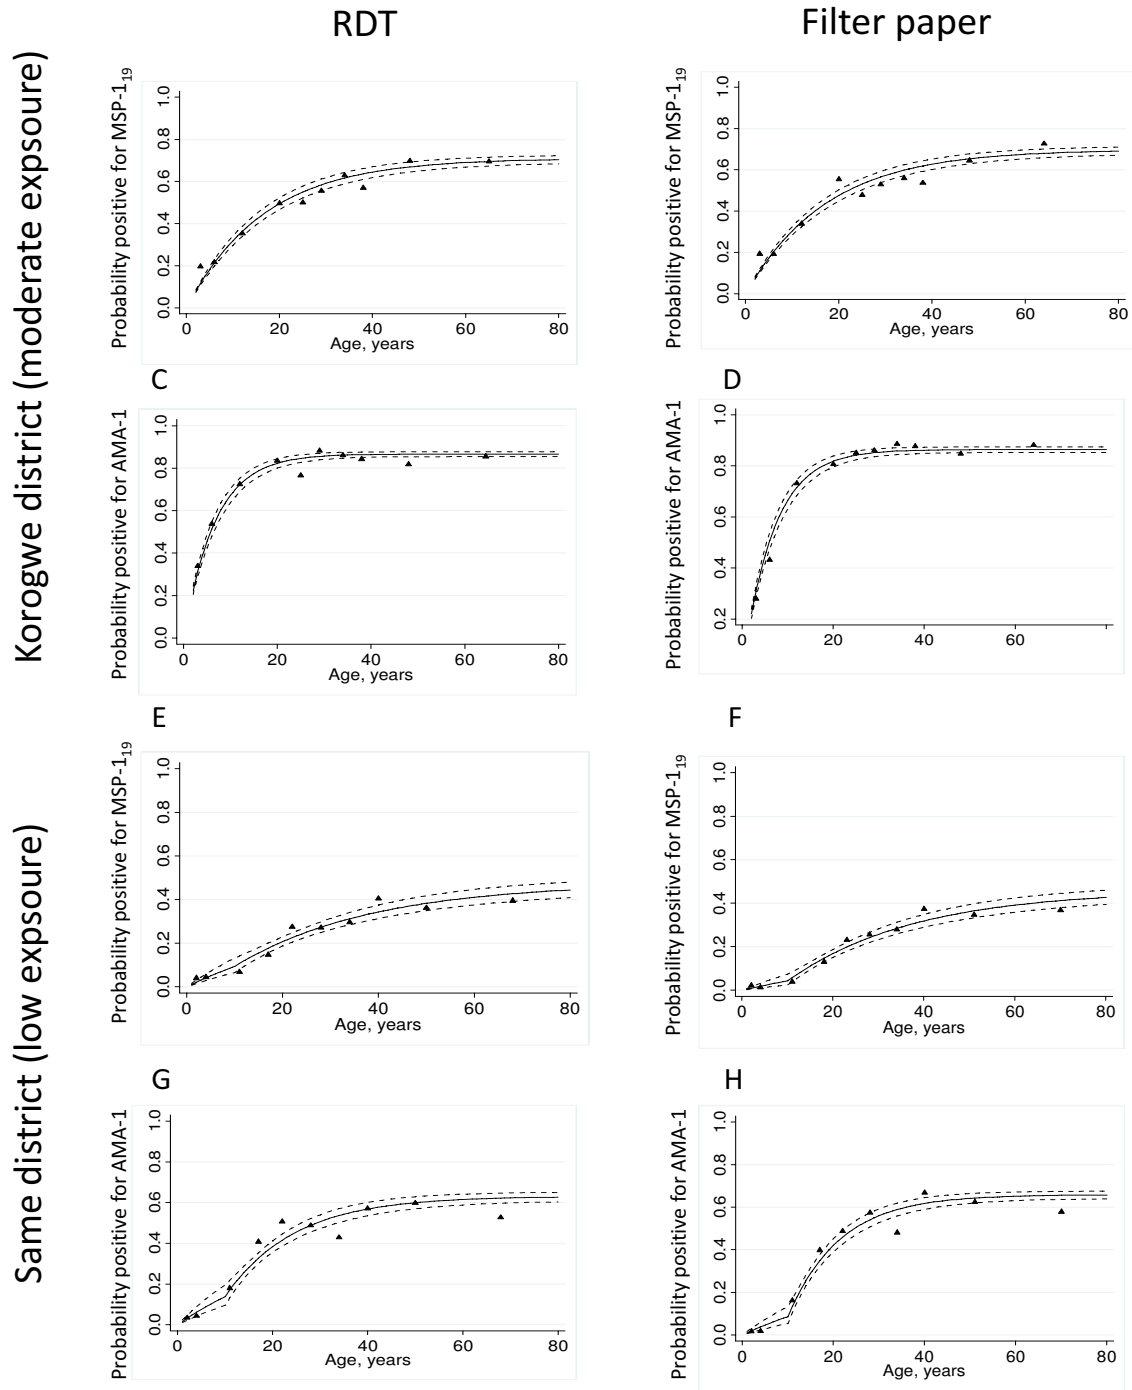 RDT
Filter paper
Korogwe district (moderate expsoure)
Probability positive for MSP-1₁₉
0.0 0.2 0.4 0.6 0.8 1.0
0 20 40 60 80
Age, years
Probability positive for MSP-1₁₉
0.0 0.2 0.4 0.6 0.8 1.0
0 20 40 60 80
Age, years
C
D
Probability positive for AMA-1
0.0 0.2 0.4 0.6 0.8 1.0
0 20 40 60 80
Age, years
Probability positive for AMA-1
0.2 0.4 0.6 0.8 1.0
0 20 40 60
Age, years
Same district (low expsoure)
E
F
Probability positive for MSP-1₁₉
0.0 0.2 0.4 0.6 0.8 1.0
0 20 40 60 80
Age, years
Probability positive for MSP-1₁₉
0.0 0.2 0.4 0.6 0.8 1.0
0 20 40 60 80
Age, years
G
H
Probability positive for AMA-1
0.0 0.2 0.4 0.6 0.8 1.0
0 20 40 60 80
Age, years
Probability positive for AMA-1
0.0 0.2 0.4 0.6 0.8 1.0
0 20 40 60 80
Age, years